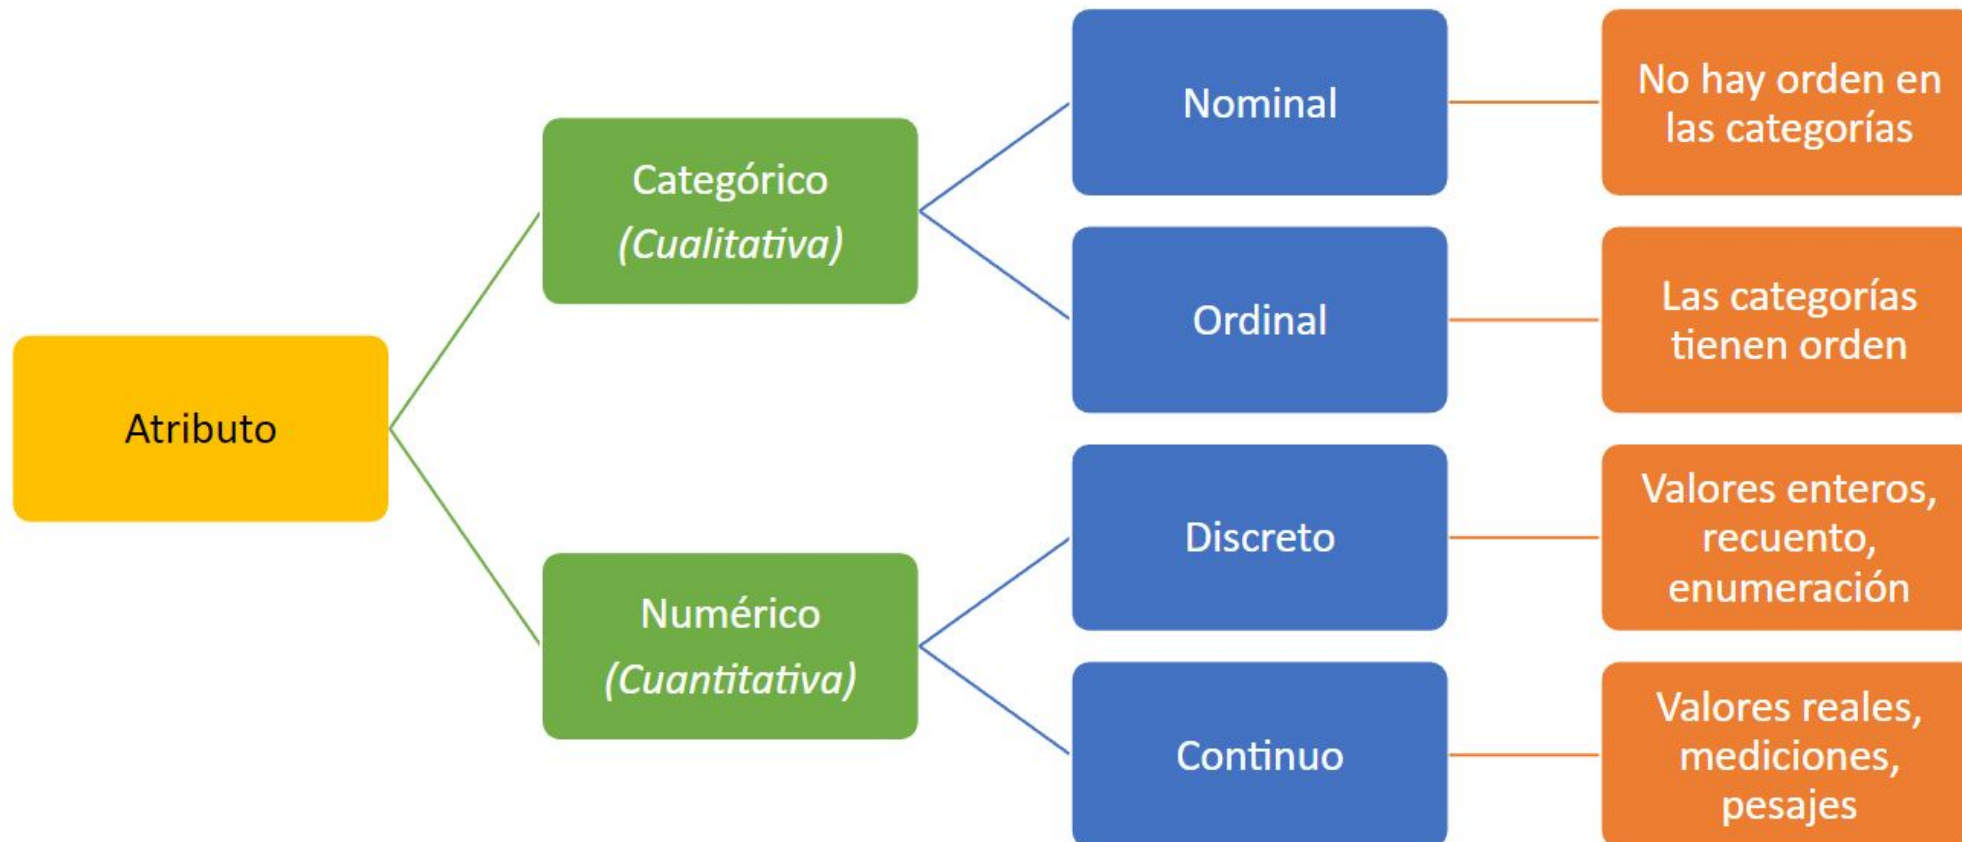 Atributo
Categórico
(Cualitativa)
Numérico
(Cuantitativa)
Nominal
Ordinal
Discreto
Continuo
No hay orden en
las categorías
Las categorías
tienen orden
Valores enteros,
recuento,
enumeración
Valores reales,
mediciones,
pesajes